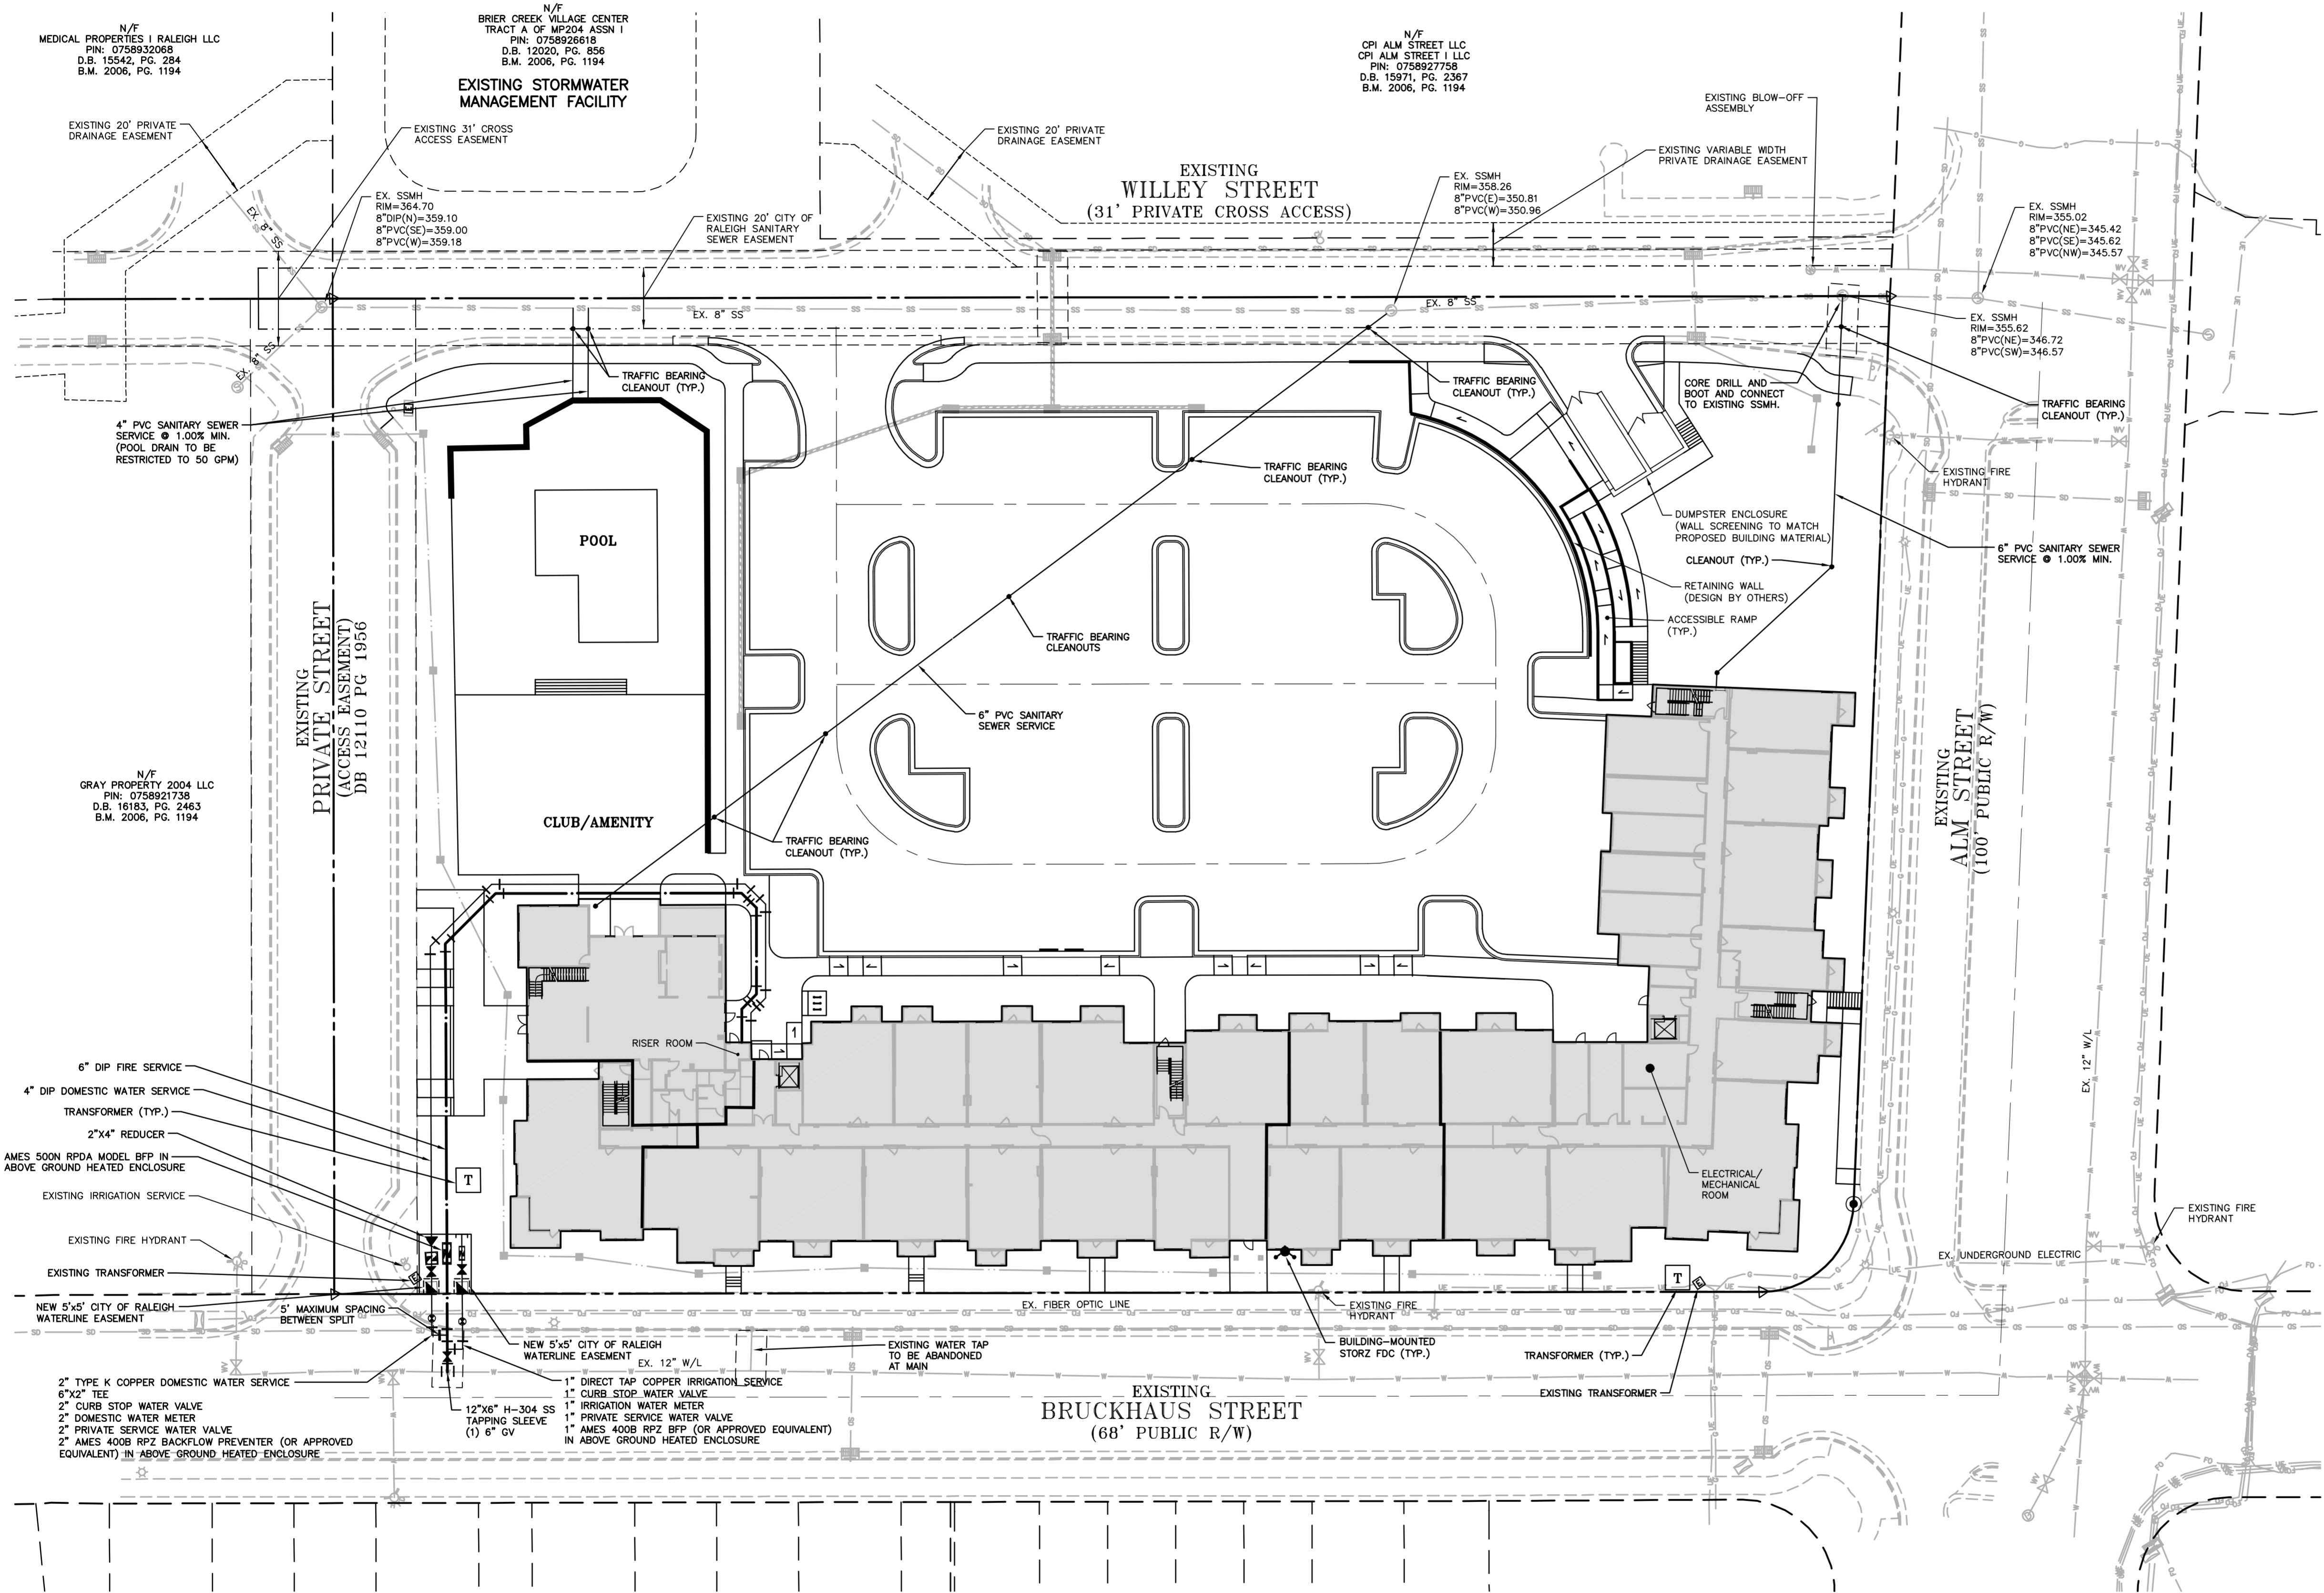 N/F
MEDICAL PROPERTIES I RALEIGH LLC
PIN: 0758932068
D.B. 15542, PG. 284
B.M. 2006, PG. 1194
N/F
BRIER CREEK VILLAGE CENTER
TRACT A OF MP204 ASSN I
PIN: 0758926618
D.B. 12020, PG. 856
B.M. 2006, PG. 1194
EXISTING STORMWATER
MANAGEMENT FACILITY
N/F
CPI ALM STREET LLC
CPI ALM STREET I LLC
PIN: 0758927758
D.B. 15971, PG. 2367
B.M. 2006, PG. 1194
EXISTING 20' PRIVATE
DRAINAGE EASEMENT
EXISTING 31' CROSS
ACCESS EASEMENT
EXISTING 20' PRIVATE
DRAINAGE EASEMENT
EXISTING BLOW-OFF
ASSEMBLY
EXISTING VARIABLE WIDTH
PRIVATE DRAINAGE EASEMENT
EXISTING
WILLEY STREET
(31' PRIVATE CROSS ACCESS)
EX. SSMH
RIM=364.70
8"DIP(N)=359.10
8"PVC(SE)=359.00
8"PVC(W)=359.18
EXISTING 20' CITY OF
RALEIGH SANITARY
SEWER EASEMENT
EX. SSMH
RIM=358.26
8"PVC(E)=350.81
8"PVC(W)=350.96
EX. SSMH
RIM=355.02
8"PVC(NE)=345.42
8"PVC(SE)=345.62
8"PVC(NW)=345.57
EX. 8" SS
EX. 8" SS
EX. 8" SS
EX. 8" SS
EX. SSMH
RIM=355.62
8"PVC(NE)=346.72
8"PVC(SW)=346.57
TRAFFIC BEARING
CLEANOUT (TYP.)
TRAFFIC BEARING
CLEANOUT (TYP.)
CORE DRILL AND
BOOT AND CONNECT
TO EXISTING SSMH.
TRAFFIC BEARING
CLEANOUT (TYP.)
4" PVC SANITARY SEWER
SERVICE @ 1.00% MIN.
(POOL DRAIN TO BE
RESTRICTED TO 50 GPM)
TRAFFIC BEARING
CLEANOUT (TYP.)
EXISTING FIRE
HYDRANT
DUMPSTER ENCLOSURE
(WALL SCREENING TO MATCH
PROPOSED BUILDING MATERIAL)
POOL
CLEANOUT (TYP.)
6" PVC SANITARY SEWER
SERVICE @ 1.00% MIN.
RETAINING WALL
(DESIGN BY OTHERS)
ACCESSIBLE RAMP
(TYP.)
TRAFFIC BEARING
CLEANOUTS
EXISTING
PRIVATE STREET
(ACCESS EASEMENT)
DB 12110 PG 1956
6" PVC SANITARY
SEWER SERVICE
EXISTING
ALM STREET
(100' PUBLIC R/W)
N/F
GRAY PROPERTY 2004 LLC
PIN: 0758921738
D.B. 16183, PG. 2463
B.M. 2006, PG. 1194
CLUB/AMENITY
TRAFFIC BEARING
CLEANOUT (TYP.)
RISER ROOM
EX. 12" W/L
6" DIP FIRE SERVICE
4" DIP DOMESTIC WATER SERVICE
TRANSFORMER (TYP.)
2"X4" REDUCER
AMES 500N RPDA MODEL BFP IN
ABOVE GROUND HEATED ENCLOSURE
T
EXISTING IRRIGATION SERVICE
ELECTRICAL/
MECHANICAL
ROOM
EXISTING FIRE
HYDRANT
EXISTING FIRE HYDRANT
EX. UNDERGROUND ELECTRIC
EXISTING TRANSFORMER
T
NEW 5'x5' CITY OF RALEIGH
WATERLINE EASEMENT
5' MAXIMUM SPACING
BETWEEN SPLIT
EX. FIBER OPTIC LINE
EXISTING FIRE
HYDRANT
NEW 5'x5' CITY OF RALEIGH
WATERLINE EASEMENT
EXISTING WATER TAP
TO BE ABANDONED
AT MAIN
BUILDING-MOUNTED
STORZ FDC (TYP.)
TRANSFORMER (TYP.)
EX. 12" W/L
EXISTING TRANSFORMER
2" TYPE K COPPER DOMESTIC WATER SERVICE
6"X2" TEE
2" CURB STOP WATER VALVE
2" DOMESTIC WATER METER
2" PRIVATE SERVICE WATER VALVE
2" AMES 400B RPZ BACKFLOW PREVENTER (OR APPROVED
EQUIVALENT) IN ABOVE GROUND HEATED ENCLOSURE
12"X6" H-304 SS
TAPPING SLEEVE
(1) 6" GV
1" DIRECT TAP COPPER IRRIGATION SERVICE
1" CURB STOP WATER VALVE
1" IRRIGATION WATER METER
1" PRIVATE SERVICE WATER VALVE
1" AMES 400B RPZ BFP (OR APPROVED EQUIVALENT)
IN ABOVE GROUND HEATED ENCLOSURE
EXISTING
BRUCKHAUS STREET
(68' PUBLIC R/W)